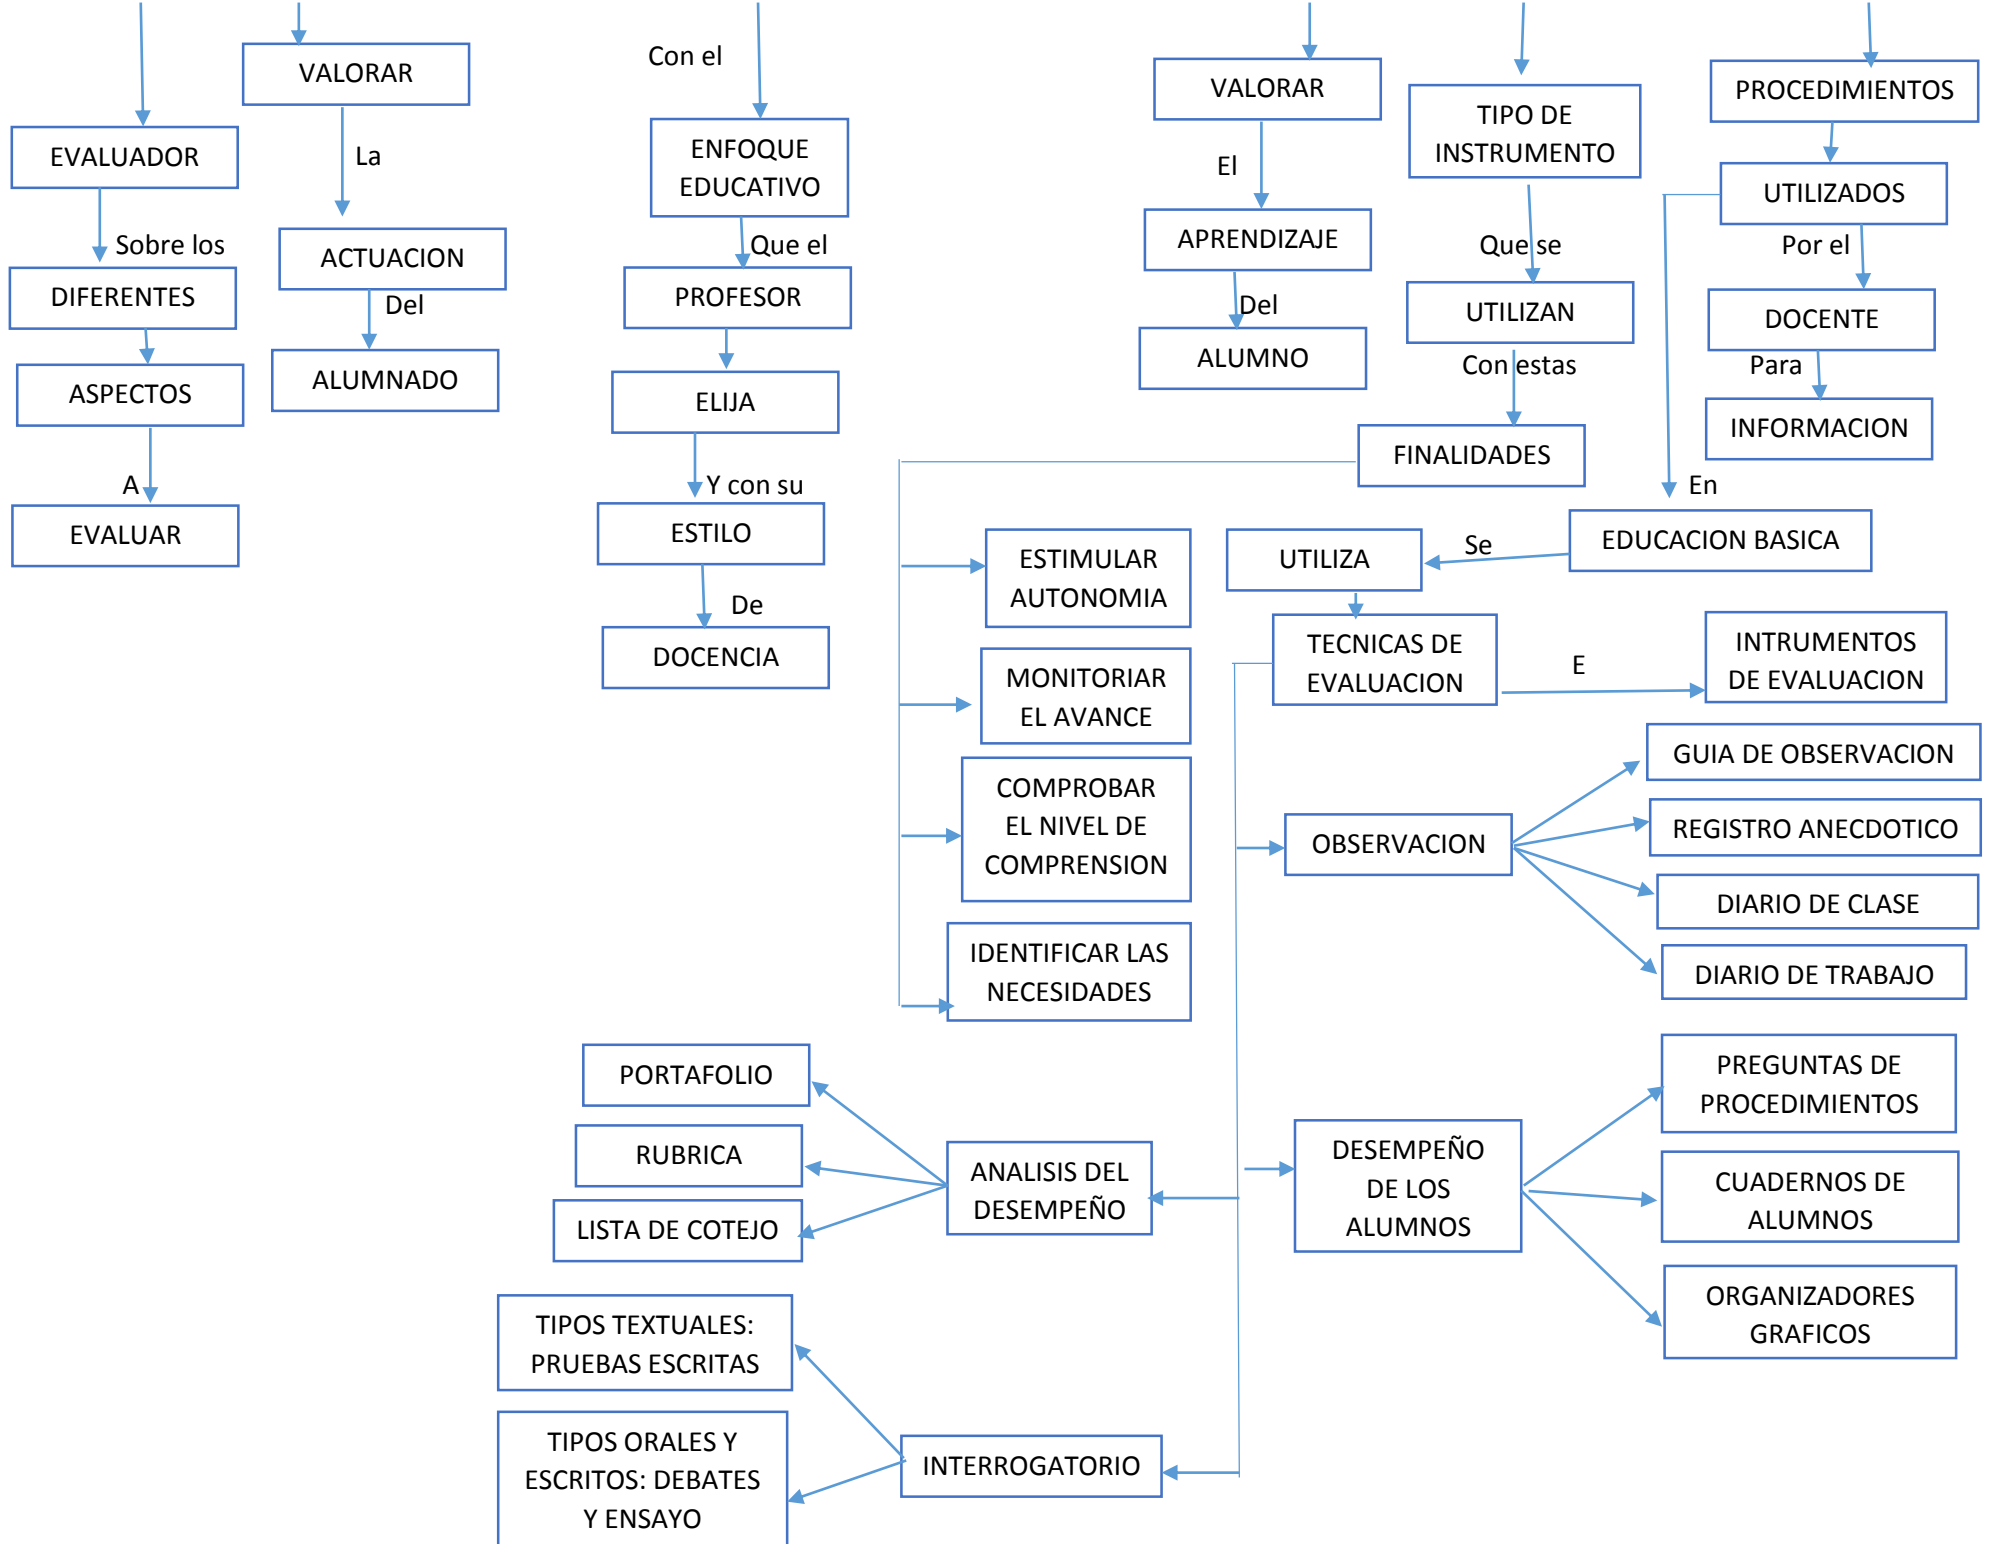 VALORAR
Con el
VALORAR
PROCEDIMIENTOS
EVALUADOR
La
ENFOQUE
EDUCATIVO
El
TIPO DE
INSTRUMENTO
UTILIZADOS
Sobre los
ACTUACION
Que el
APRENDIZAJE
Que se
Por el
DIFERENTES
Del
PROFESOR
Del
UTILIZAN
DOCENTE
ASPECTOS
ALUMNADO
ELIJA
ALUMNO
Con estas
Para
INFORMACION
A
Y con su
FINALIDADES
En
EVALUAR
ESTILO
ESTIMULAR
AUTONOMIA
UTILIZA
Se
EDUCACION BASICA
De
DOCENCIA
MONITORIAR
EL AVANCE
TECNICAS DE
EVALUACION
E
INTRUMENTOS
DE EVALUACION
COMPROBAR
EL NIVEL DE
COMPRENSION
OBSERVACION
GUIA DE OBSERVACION
REGISTRO ANECDOTICO
DIARIO DE CLASE
DIARIO DE TRABAJO
IDENTIFICAR LAS
NECESIDADES
PORTAFOLIO
RUBRICA
LISTA DE COTEJO
ANALISIS DEL
DESEMPEÑO
DESEMPEÑO
DE LOS
ALUMNOS
PREGUNTAS DE
PROCEDIMIENTOS
CUADERNOS DE
ALUMNOS
ORGANIZADORES
GRAFICOS
TIPOS TEXTUALES:
PRUEBAS ESCRITAS
TIPOS ORALES Y
ESCRITOS: DEBATES
Y ENSAYO
INTERROGATORIO